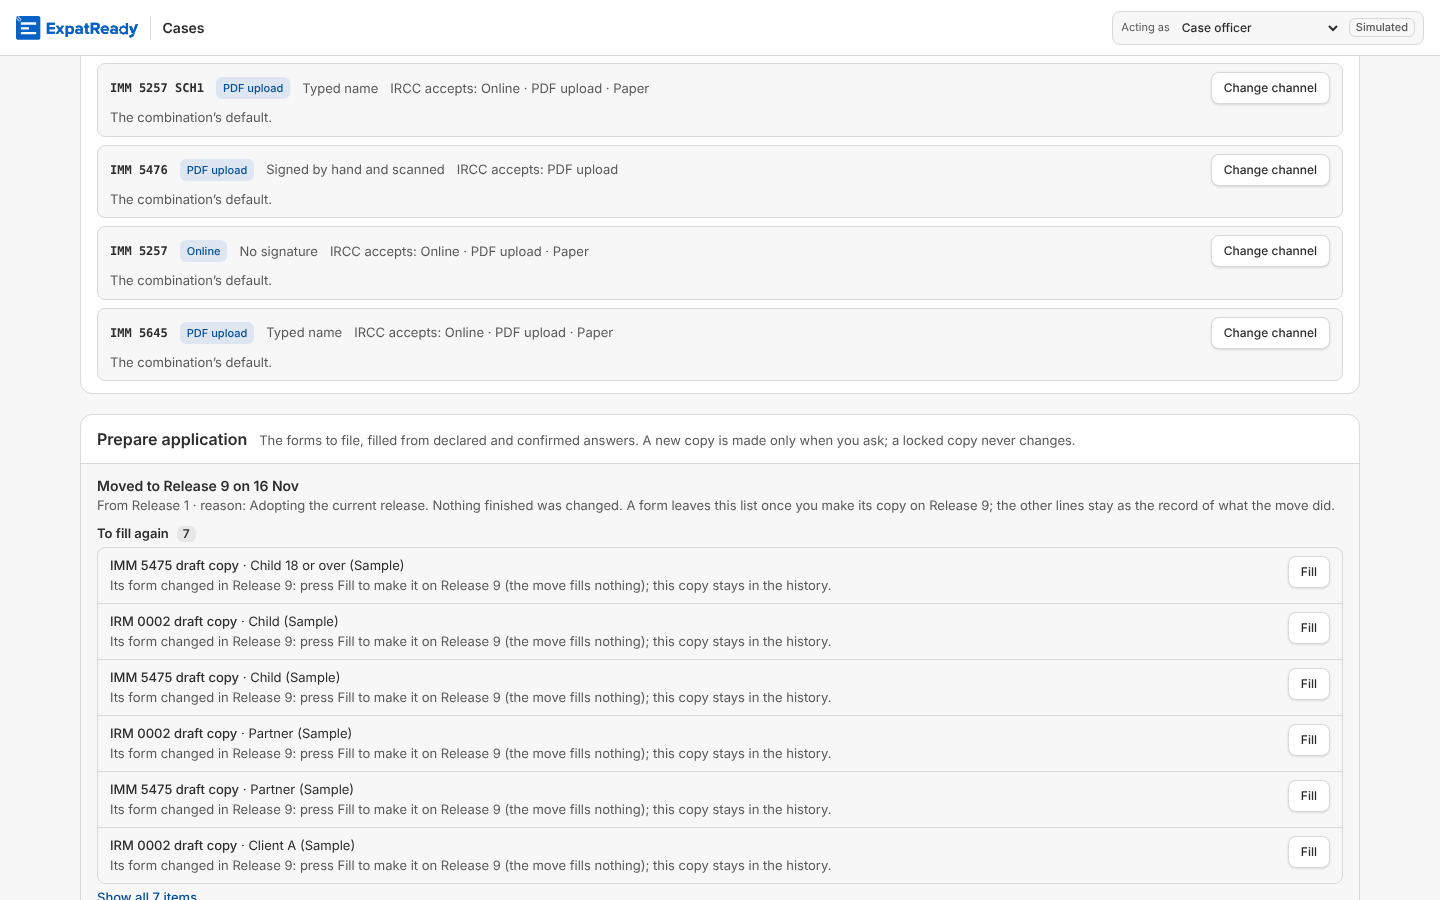 ExpatReady Cases Acting as Case officer Simulated
IMM 5257 SCH1 PDF upload Typed name IRCC accepts: Online · PDF upload · Paper Change channel
The combination’s default.
IMM 5476 PDF upload Signed by hand and scanned IRCC accepts: PDF upload Change channel
The combination’s default.
IMM 5257 Online No signature IRCC accepts: Online · PDF upload · Paper Change channel
The combination’s default.
IMM 5645 PDF upload Typed name IRCC accepts: Online · PDF upload · Paper Change channel
The combination’s default.
Prepare application The forms to file, filled from declared and confirmed answers. A new copy is made only when you ask; a locked copy never changes.
Moved to Release 9 on 16 Nov
From Release 1 · reason: Adopting the current release. Nothing finished was changed. A form leaves this list once you make its copy on Release 9; the other lines stay as the record of what the move did.
To fill again 7
IMM 5475 draft copy · Child 18 or over (Sample) Fill
Its form changed in Release 9: press Fill to make it on Release 9 (the move fills nothing); this copy stays in the history.
IRM 0002 draft copy · Child (Sample) Fill
Its form changed in Release 9: press Fill to make it on Release 9 (the move fills nothing); this copy stays in the history.
IMM 5475 draft copy · Child (Sample) Fill
Its form changed in Release 9: press Fill to make it on Release 9 (the move fills nothing); this copy stays in the history.
IRM 0002 draft copy · Partner (Sample) Fill
Its form changed in Release 9: press Fill to make it on Release 9 (the move fills nothing); this copy stays in the history.
IMM 5475 draft copy · Partner (Sample) Fill
Its form changed in Release 9: press Fill to make it on Release 9 (the move fills nothing); this copy stays in the history.
IRM 0002 draft copy · Client A (Sample) Fill
Its form changed in Release 9: press Fill to make it on Release 9 (the move fills nothing); this copy stays in the history.
Show all 7 items